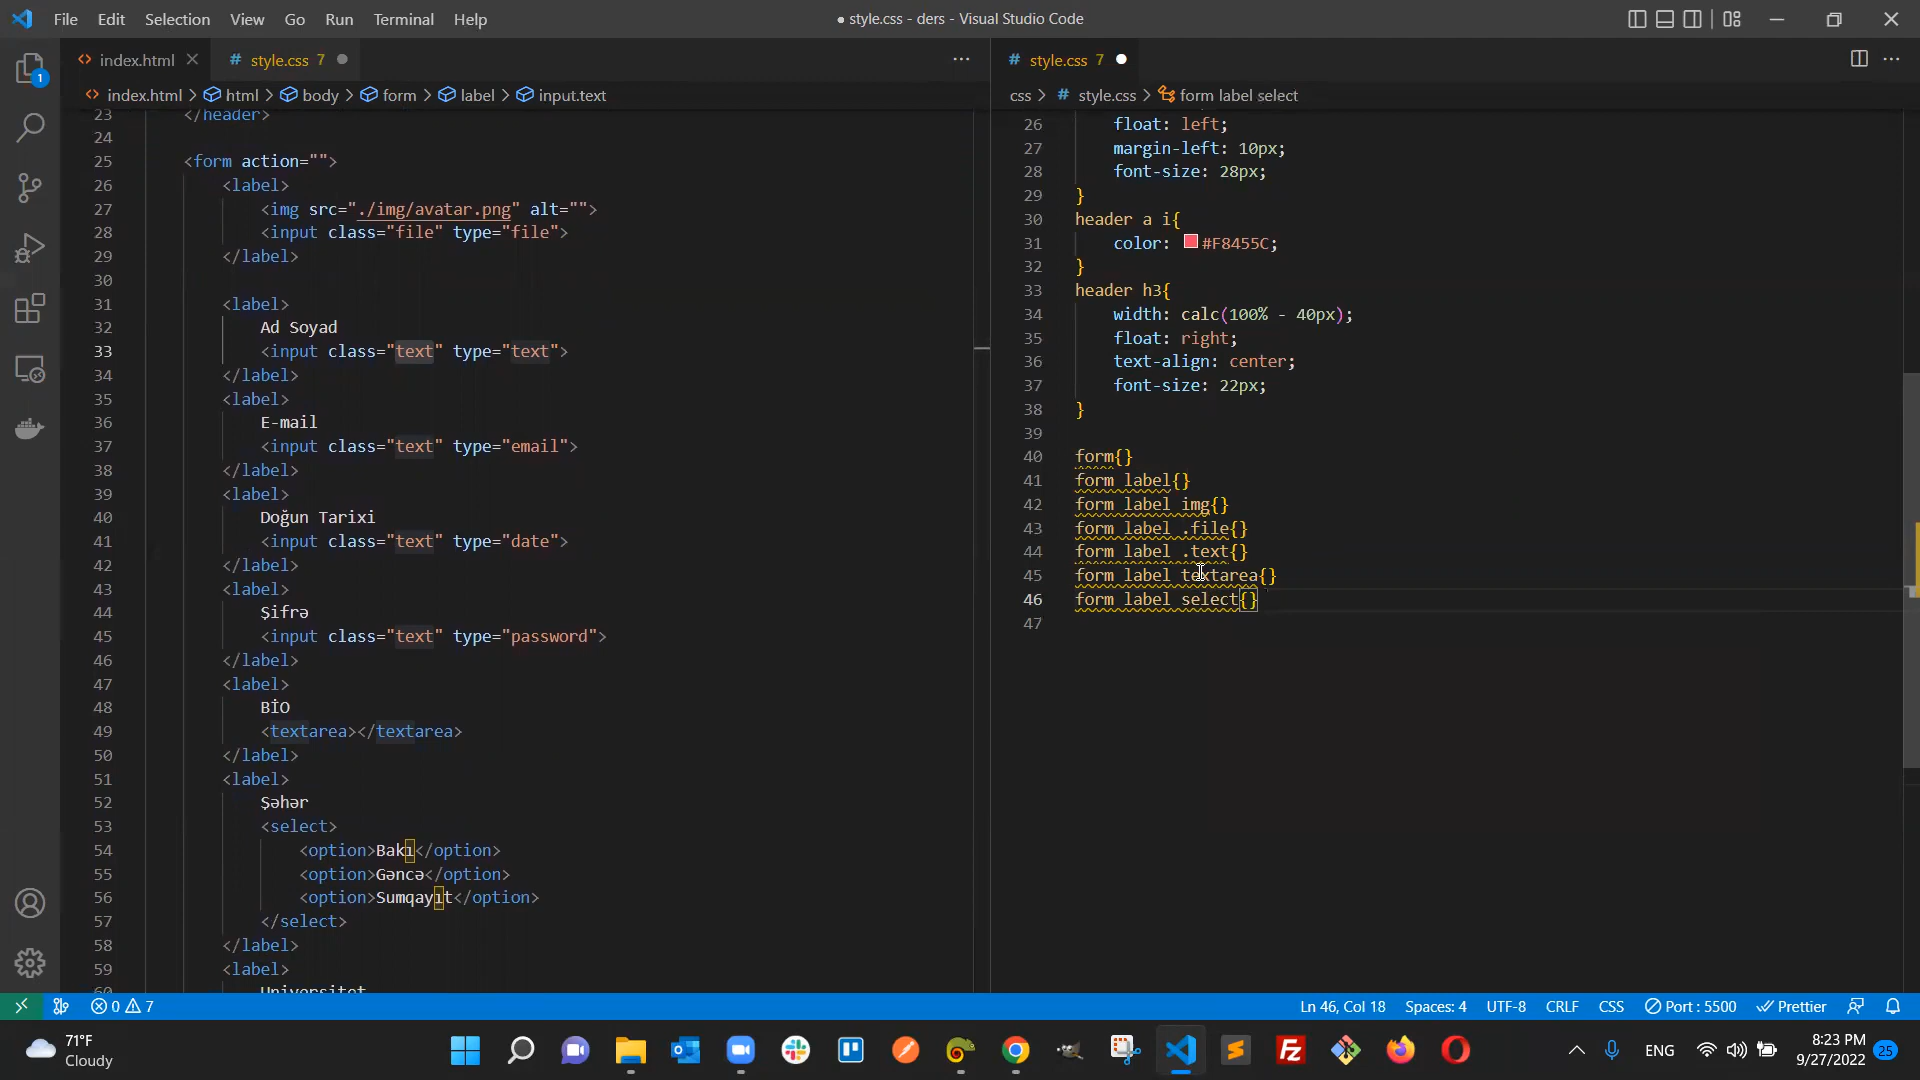 File Edit Selection View Go Run Terminal Help
● style.css - ders - Visual Studio Code
index.html
# style.css 7
index.html > html > body > form > label > input.text
23 </header>
24
25 <form action="">
26 <label>
27 <img src="./img/avatar.png" alt="">
28 <input class="file" type="file">
29 </label>
30
31 <label>
32 Ad Soyad
33 <input class="text" type="text">
34 </label>
35 <label>
36 E-mail
37 <input class="text" type="email">
38 </label>
39 <label>
40 Doğun Tarixi
41 <input class="text" type="date">
42 </label>
43 <label>
44 Şifrə
45 <input class="text" type="password">
46 </label>
47 <label>
48 BİO
49 <textarea></textarea>
50 </label>
51 <label>
52 Şəhər
53 <select>
54 <option>Bakı</option>
55 <option>Gəncə</option>
56 <option>Sumqayıt</option>
57 </select>
58 </label>
59 <label>
60 Universitet
# style.css 7
css > # style.css > form label select
26 float: left;
27 margin-left: 10px;
28 font-size: 28px;
29 }
30 header a i{
31 color: #F8455C;
32 }
33 header h3{
34 width: calc(100% - 40px);
35 float: right;
36 text-align: center;
37 font-size: 22px;
38 }
39
40 form{}
41 form label{}
42 form label img{}
43 form label .file{}
44 form label .text{}
45 form label textarea{}
46 form label select{}
47
1
0 7
Ln 46, Col 18 Spaces: 4 UTF-8 CRLF CSS Port : 5500 Prettier
71°F
Cloudy
ENG
8:23 PM
9/27/2022
25